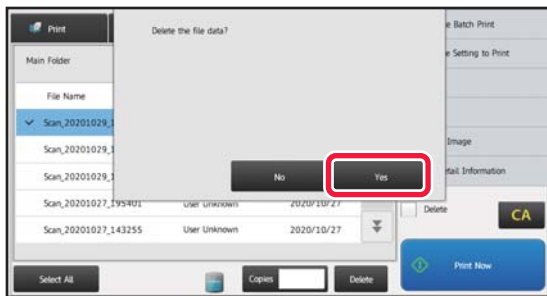 Print
Delete the file data?
e Batch Print
Main Folder
e Setting to Print
File Name
Scan_20201029_1
Scan_20201029_1
Image
Scan_20201029_1
No
Yes
etail Information
Scan_20201027_195401 User Unknown 2020/10/27
Delete
CA
Scan_20201027_143255 User Unknown 2020/10/27
Select All
Copies
Delete
Print Now